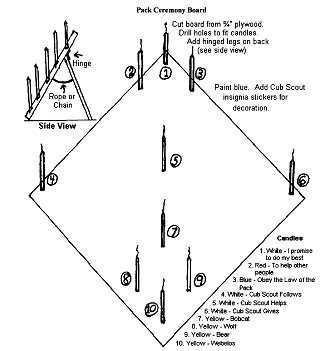 Pack Ceremony Board
Cut board from ¾" plywood.
Drill holes to fit candles.
Add hinged legs on back
(see side view).
Hinge
Rope or
Chain
Side View
Paint blue. Add Cub Scout
insignia stickers for
decoration.
2
1
3
4
5
6
7
8
9
10
Candles
1. White - I promise
to do my best
2. Red - To help other
people
3. Blue - Obey the Law of the
Pack
4. White - Cub Scout Follows
5. White - Cub Scout Helps
6. White - Cub Scout Gives
7. Yellow - Bobcat
8. Yellow - Wolf
9. Yellow - Bear
10. Yellow - Webelos